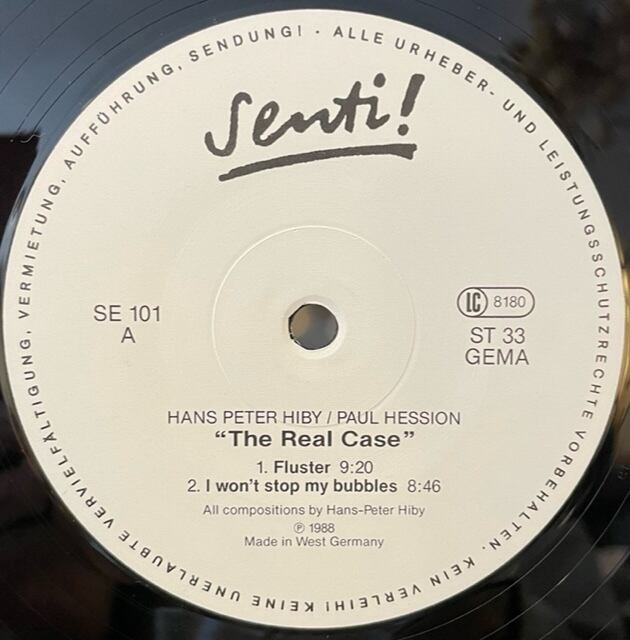 ALLE URHEBER- UND LEISTUNGSSCHUTZRECHTE VORBEHALTEN. KEIN VERLEIH! KEINE UNERLAUBTE VERVIELFÄLTIGUNG, VERMIETUNG, AUFFÜHRUNG, SENDUNG! ·
Senti!
SE 101
A
LC 8180
ST 33
GEMA
HANS PETER HIBY / PAUL HESSION
“The Real Case”
1. Fluster 9:20
2. I won't stop my bubbles 8:46
All compositions by Hans-Peter Hiby
℗ 1988
Made in West Germany